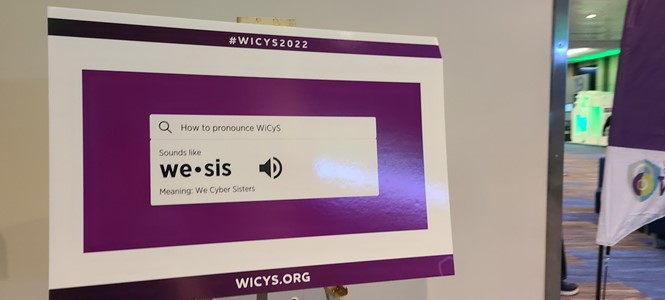 #WICYS2022
How to pronounce WiCyS
Sounds like
we•sis
Meaning: We Cyber Sisters
WICYS.ORG